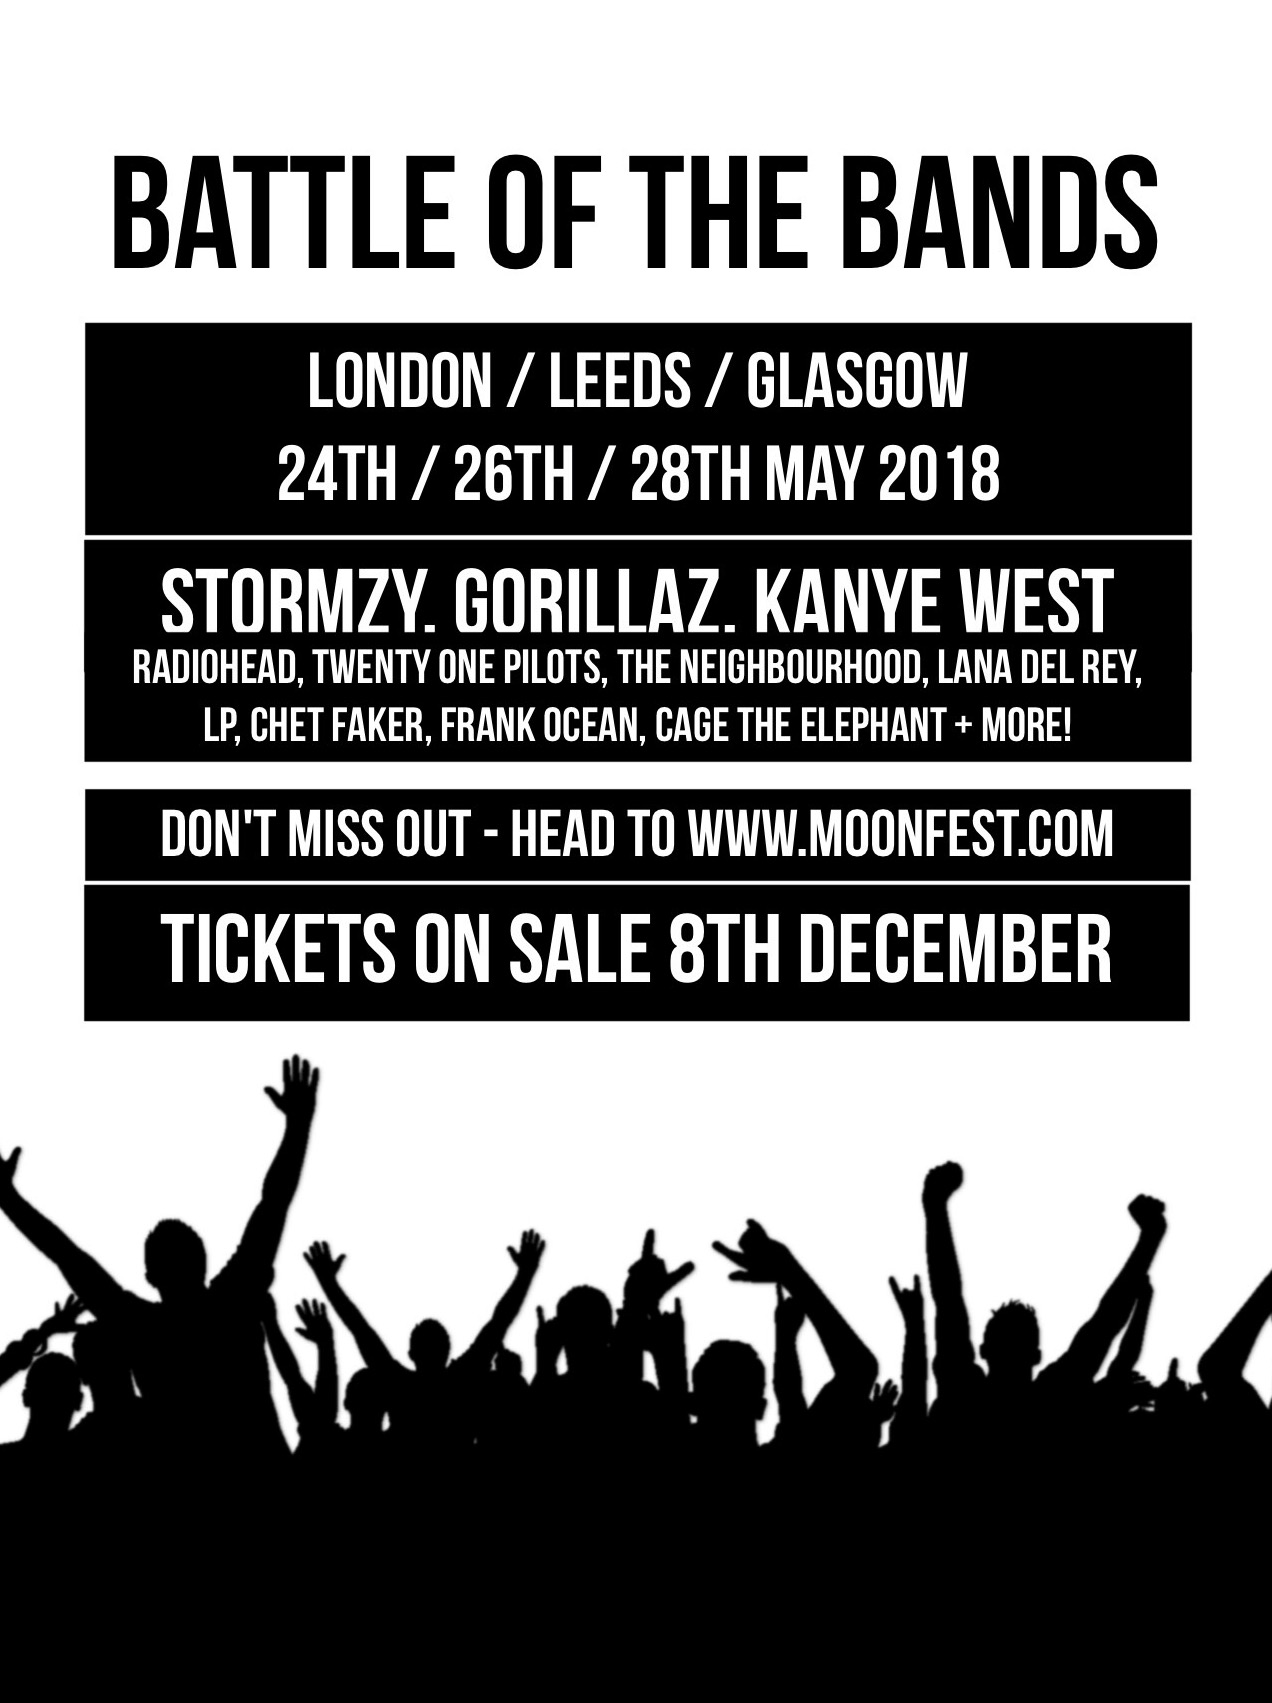 BATTLE OF THE BANDS
LONDON / LEEDS / GLASGOW
24TH / 26TH / 28TH MAY 2018
STORMZY, GORILLAZ, KANYE WEST
RADIOHEAD, TWENTY ONE PILOTS, THE NEIGHBOURHOOD, LANA DEL REY,
LP, CHET FAKER, FRANK OCEAN, CAGE THE ELEPHANT + MORE!
DON'T MISS OUT - HEAD TO WWW.MOONFEST.COM
TICKETS ON SALE 8TH DECEMBER